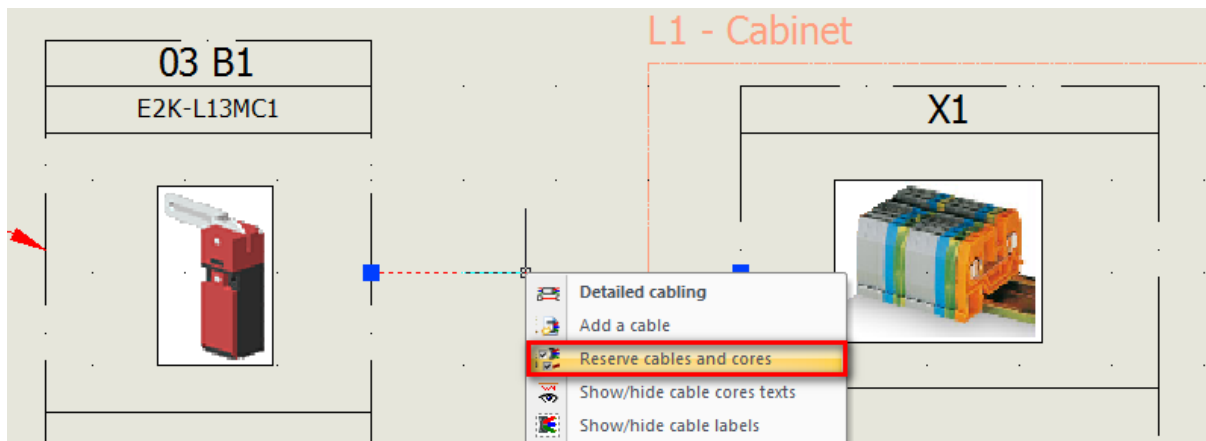 L1 - Cabinet
03 B1
E2K-L13MC1
X1
Detailed cabling
Add a cable
Reserve cables and cores
Show/hide cable cores texts
Show/hide cable labels